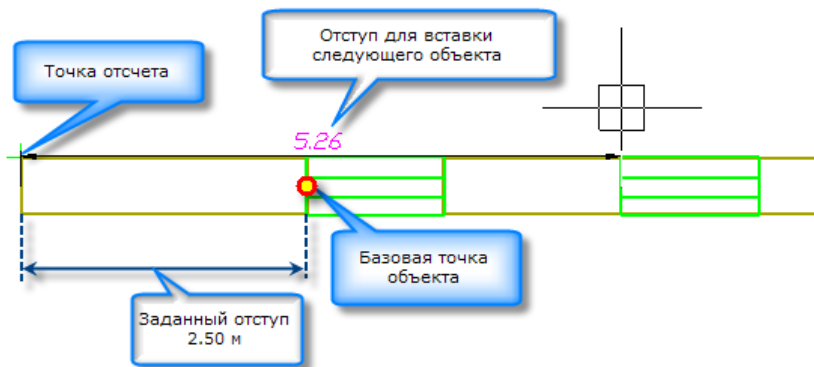 Отступ для вставки
следующего объекта
Точка отсчета
5.26
Базовая точка
объекта
Заданный отступ
2.50 м